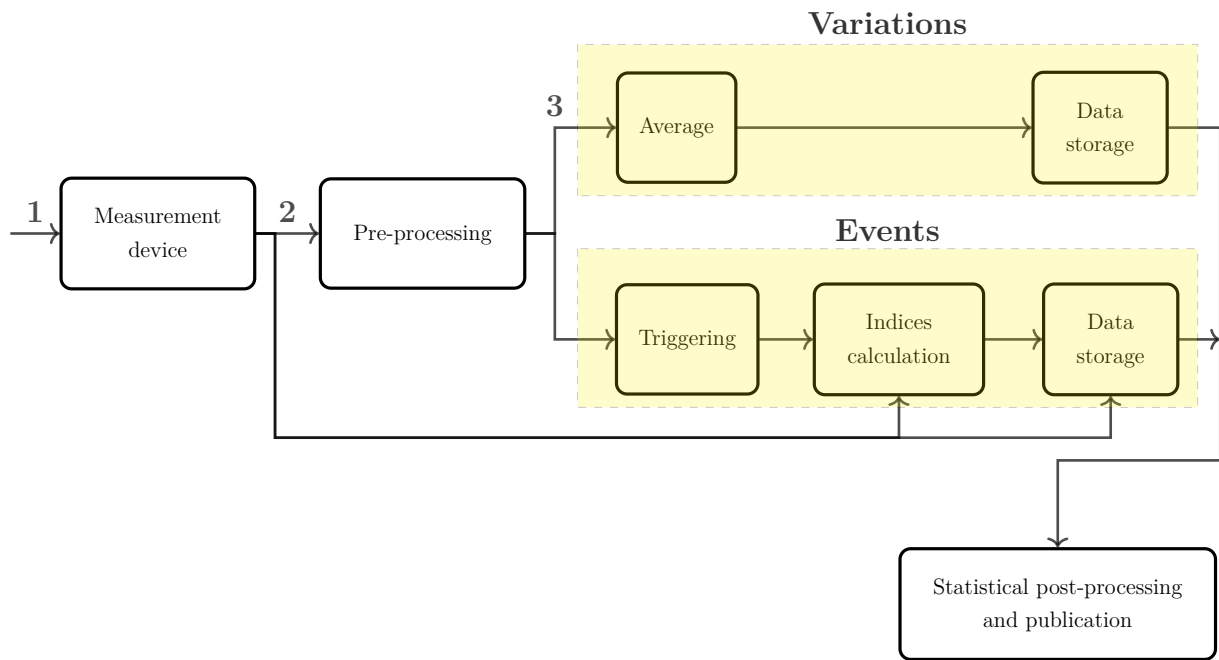 Variations
3
Average
Data
storage
1
Measurement
device
2
Pre-processing
Events
Triggering
Indices
calculation
Data
storage
Statistical post-processing
and publication